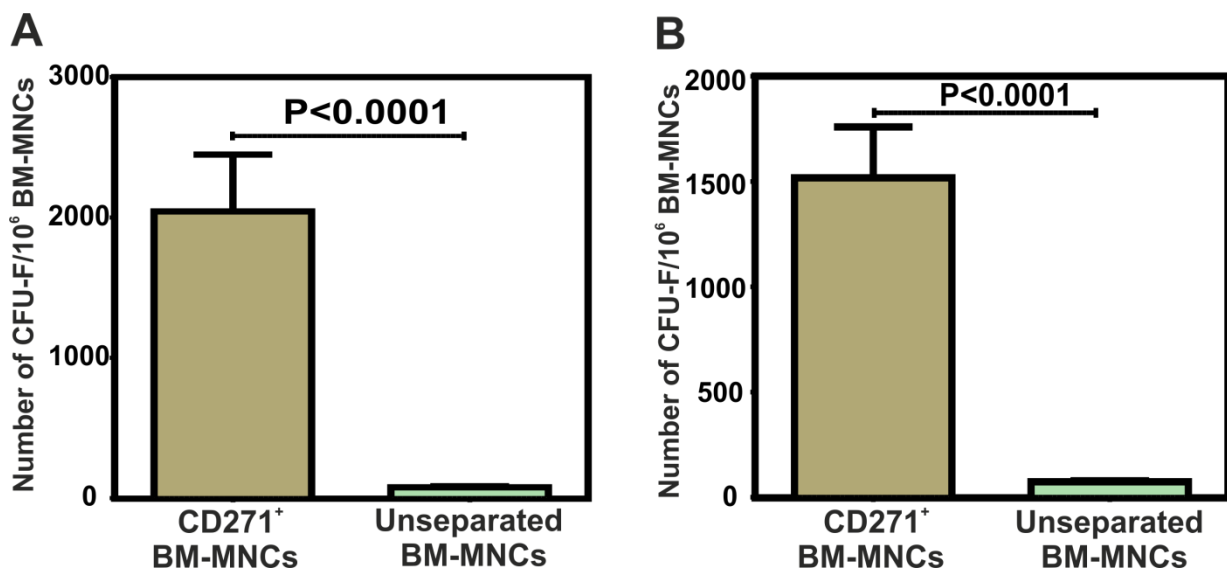 A
Number of CFU-F/10⁶ BM-MNCs
3000
2000
1000
0
P<0.0001
CD271⁺
BM-MNCs
Unseparated
BM-MNCs
B
Number of CFU-F/10⁶ BM-MNCs
2000
1500
1000
500
0
P<0.0001
CD271⁺
BM-MNCs
Unseparated
BM-MNCs